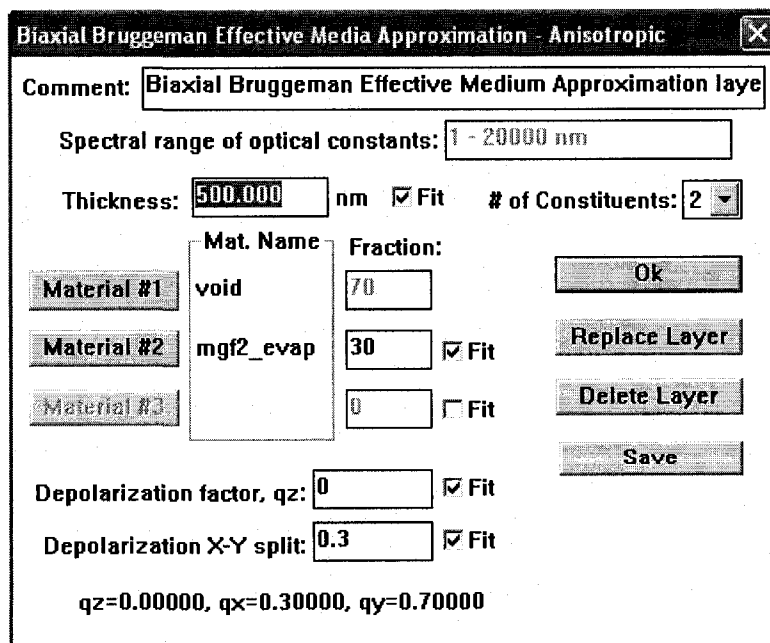 Biaxial Bruggeman Effective Media Approximation - Anisotropic
Comment: Biaxial Bruggeman Effective Medium Approximation laye
Spectral range of optical constants: 1 - 20000 nm
Thickness: 500.000 nm Fit # of Constituents: 2
Mat. Name Fraction:
Material #1 void 70 Ok
Material #2 mgf2_evap 30 Fit Replace Layer
Material #3 0 Fit Delete Layer
Save
Depolarization factor, qz: 0 Fit
Depolarization X-Y split: 0.3 Fit
qz=0.00000, qx=0.30000, qy=0.70000